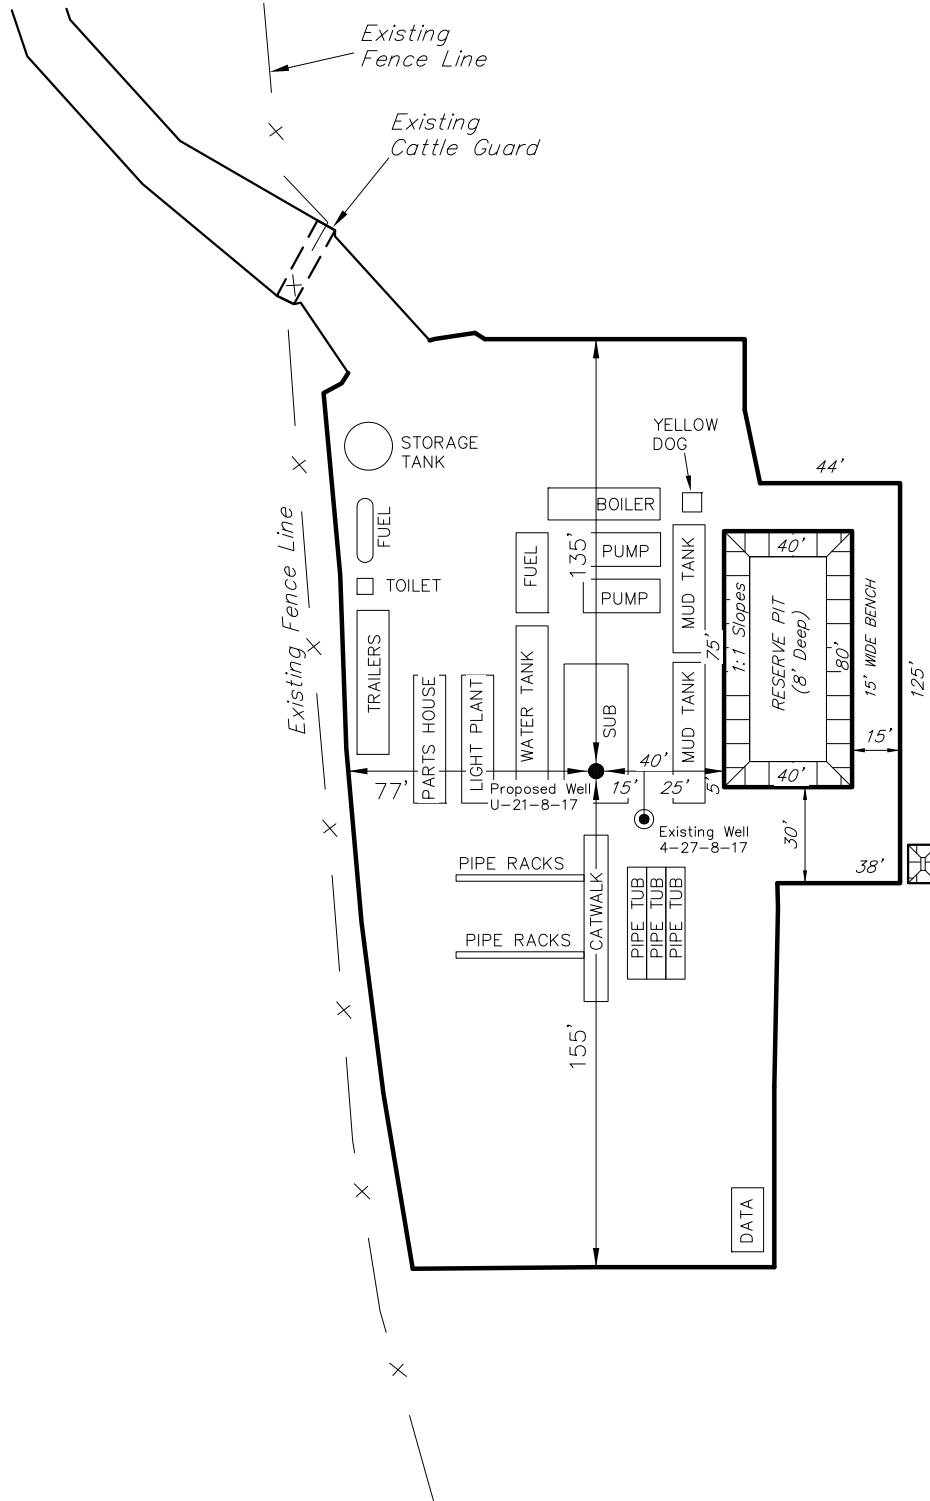 Existing
Fence Line
Existing
Cattle Guard
YELLOW
DOG
STORAGE
TANK
44'
BOILER
FUEL
FUEL
135'
PUMP
MUD TANK
40'
TOILET
PUMP
1:1 Slopes
RESERVE PIT
(8' Deep)
80'
15' WIDE BENCH
125'
Existing Fence Line
TRAILERS
75'
PARTS HOUSE
LIGHT PLANT
WATER TANK
SUB
MUD TANK
15'
40'
40'
77'
Proposed Well
U-21-8-17
15'
25'
5'
Existing Well
4-27-8-17
30'
38'
PIPE RACKS
CATWALK
PIPE TUB
PIPE TUB
PIPE TUB
PIPE RACKS
155'
DATA